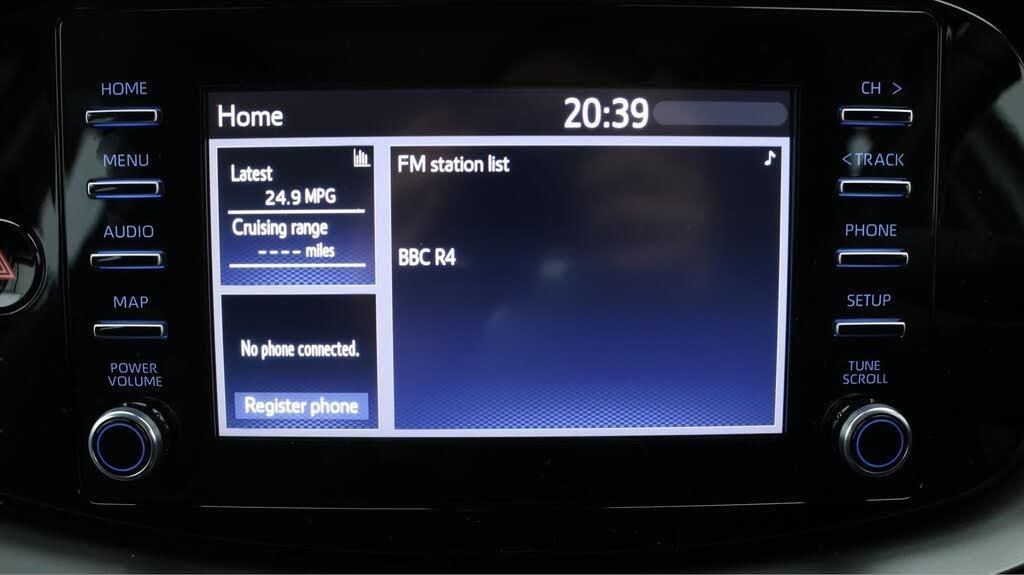 HOME
MENU
AUDIO
MAP
POWER
VOLUME
Home
20:39
Latest
24.9 MPG
Cruising range
---- miles
No phone connected.
Register phone
FM station list
BBC R4
CH >
< TRACK
PHONE
SETUP
TUNE
SCROLL